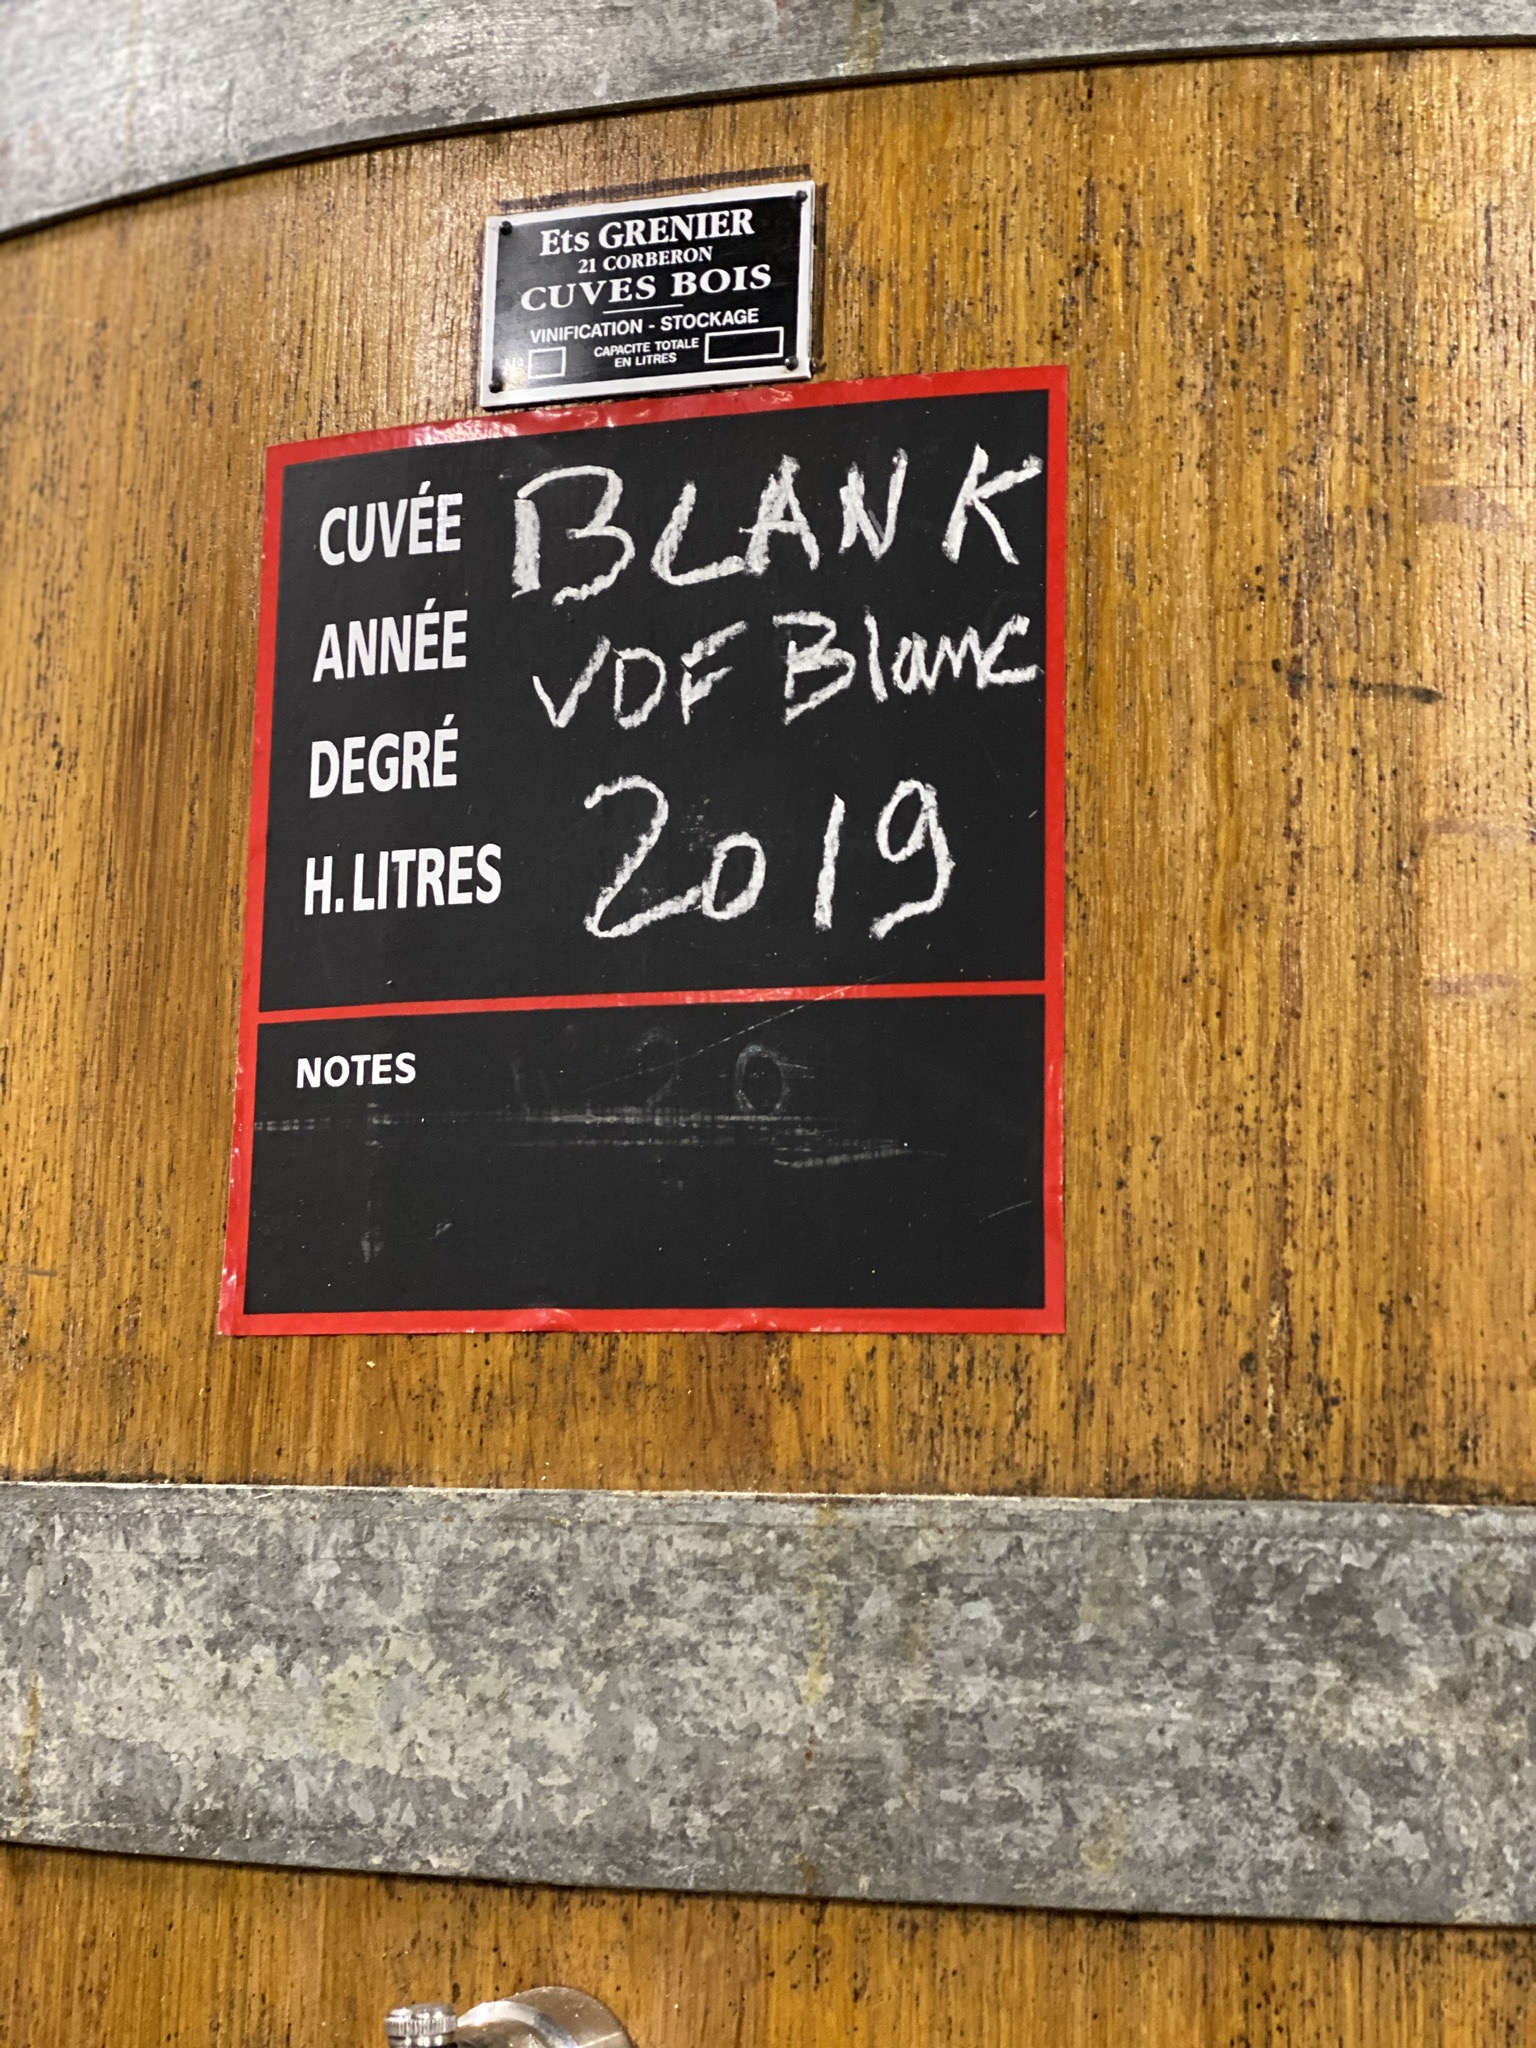 Ets GRENIER
21 CORBERON
CUVES BOIS
VINIFICATION - STOCKAGE
No CAPACITE TOTALE
EN LITRES
CUVÉE BLANK
ANNÉE VDF Blanc
DEGRÉ
H. LITRES 2019
NOTES